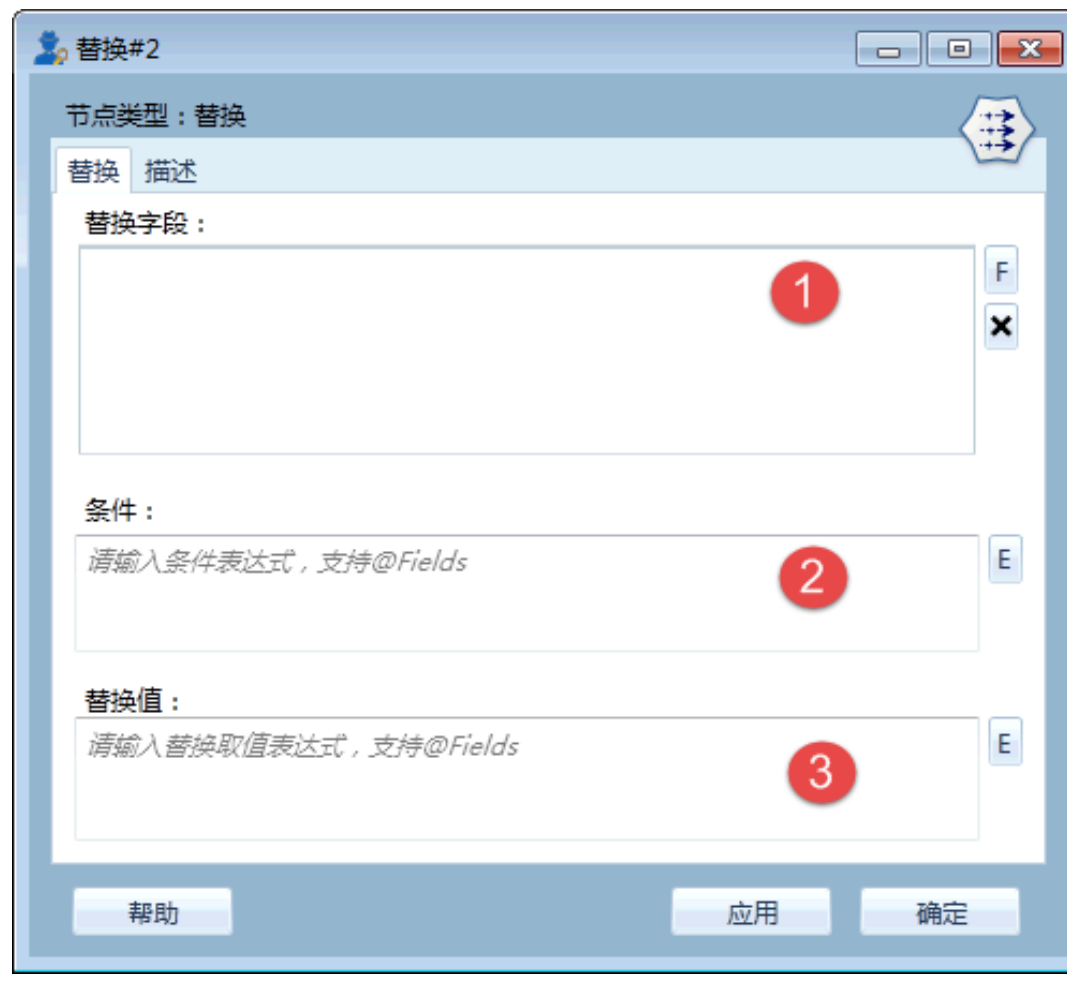 替换#2
节点类型：替换
替换 描述
替换字段：
1
F
条件：
请输入条件表达式，支持@Fields
2
E
替换值：
请输入替换取值表达式，支持@Fields
3
E
帮助 应用 确定